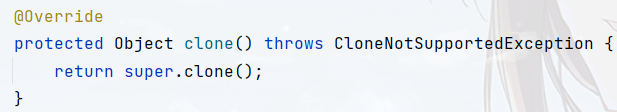 @Override
protected Object clone() throws CloneNotSupportedException {
    return super.clone();
}